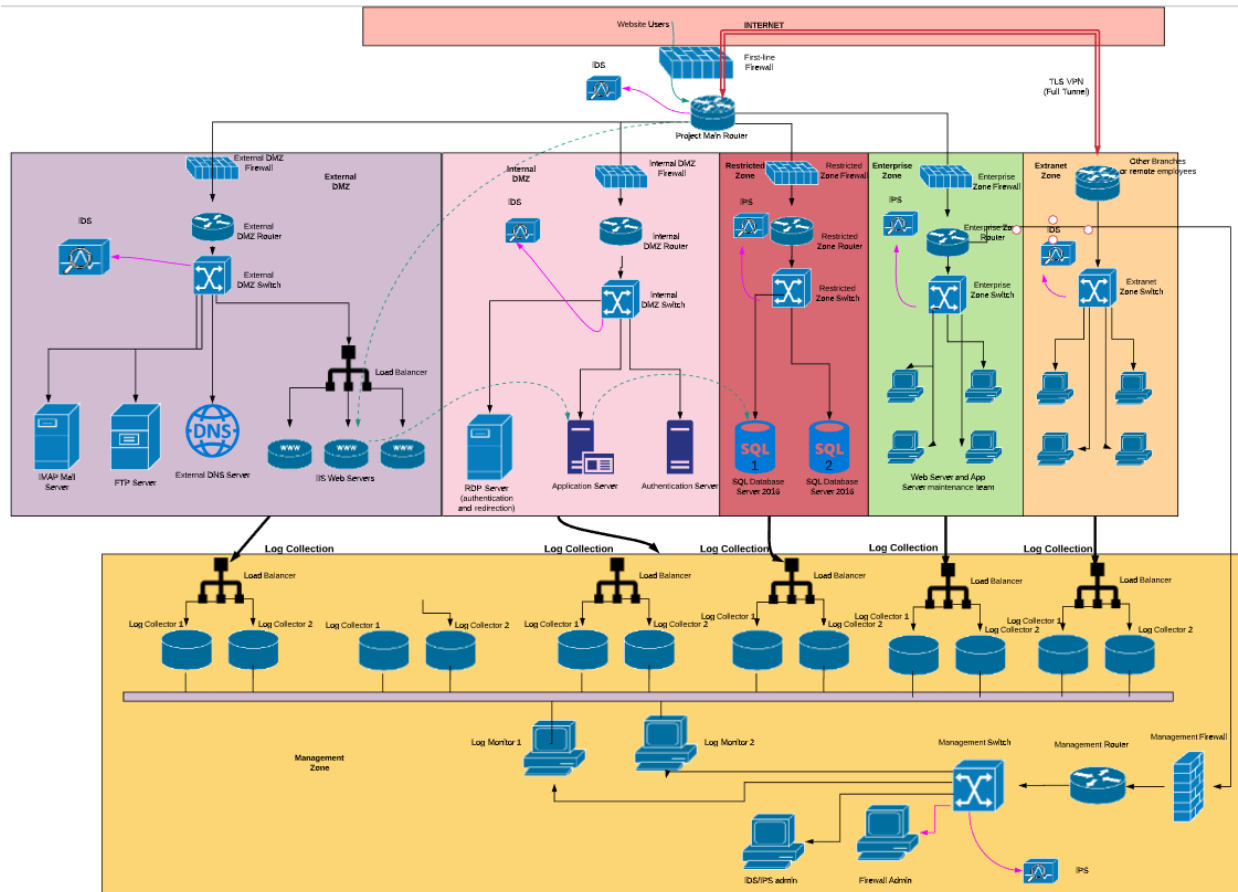 Website Users
INTERNET
First-line
Firewall
IDS
TLS VPN
(Full Tunnel)
Project Main Router
External DMZ
Firewall
External
DMZ
IDS
External
DMZ Router
External
DMZ Switch
Load Balancer
IMAP Mail
Server
FTP Server
DNS
External DNS Server
WWW
WWW
WWW
IIS Web Servers
Internal
DMZ
Internal DMZ
Firewall
IDS
Internal
DMZ Router
Internal
DMZ Switch
RDP Server
(authentication
and redirection)
Application Server
Authentication Server
Restricted
Zone
Restricted
Zone Firewall
IPS
Restricted
Zone Router
Restricted
Zone Switch
SQL
1
SQL Database
Server 2016
SQL
2
SQL Database
Server 2016
Enterprise
Zone
Enterprise
Zone Firewall
IPS
Enterprise Zo
Router
Enterprise
Zone Switch
Web Server and App
Server maintenance team
Extranet
Zone
Other Branches
or remote employees
IDS
Extranet
Zone Switch
Log Collection
Log Collection
Log Collection
Log Collection
Log Collection
Load Balancer
Load Balancer
Load Balancer
Load Balancer
Load Balancer
Log Collector 1
Log Collector 2
Log Collector 1
Log Collector 2
Log Collector 1
Log Collector 2
Log Collector 1
Log Collector 2
Log Collector 1
Log Collector 2
Log Collector 1
Log Collector 2
Management
Zone
Log Monitor 1
Log Monitor 2
Management Switch
Management Router
Management Firewall
IDS/IPS admin
Firewall Admin
IPS